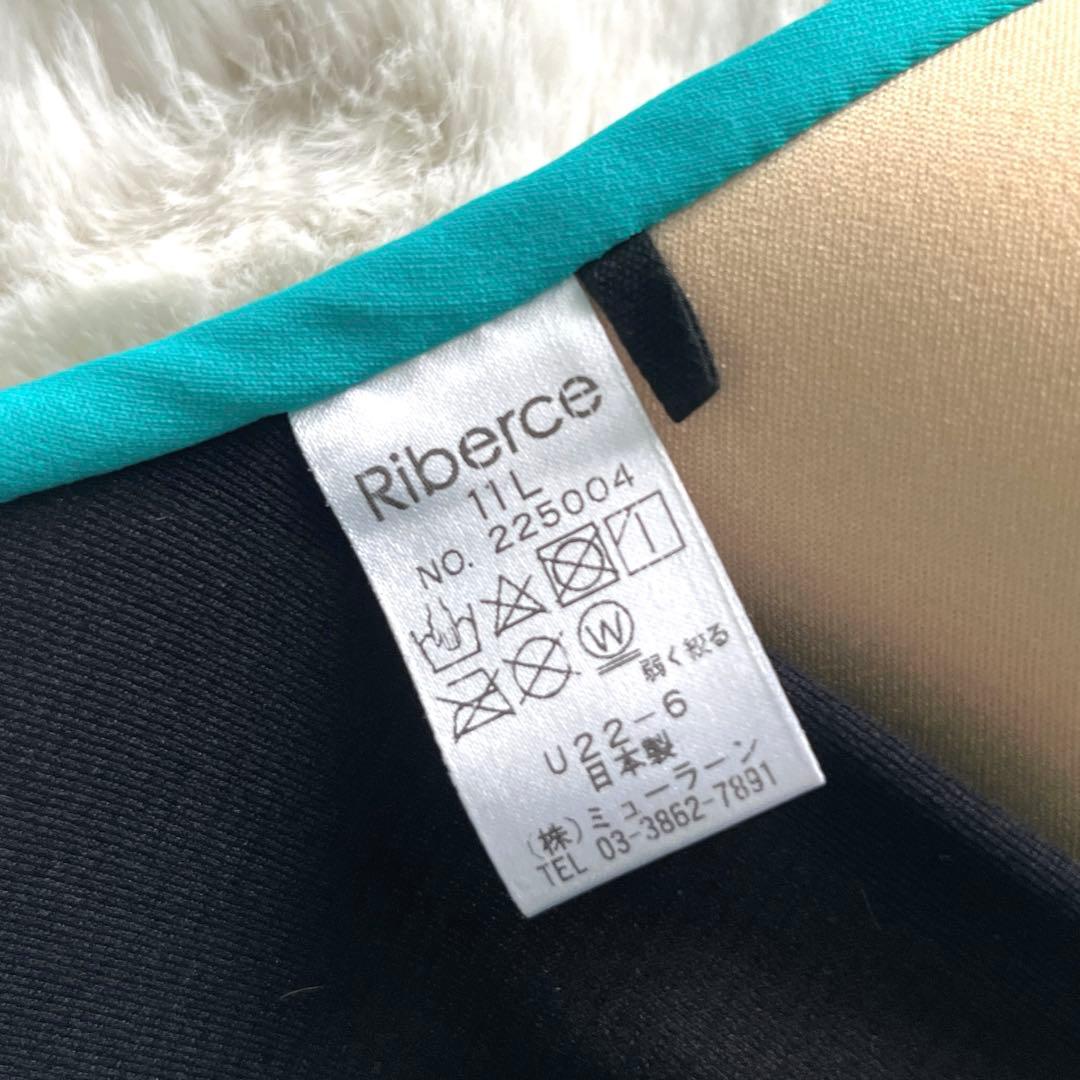 Riberce
11L
NO. 225004
W
弱く絞る
U22-6
日本製
(株)ミューラーン
TEL 03-3862-7891